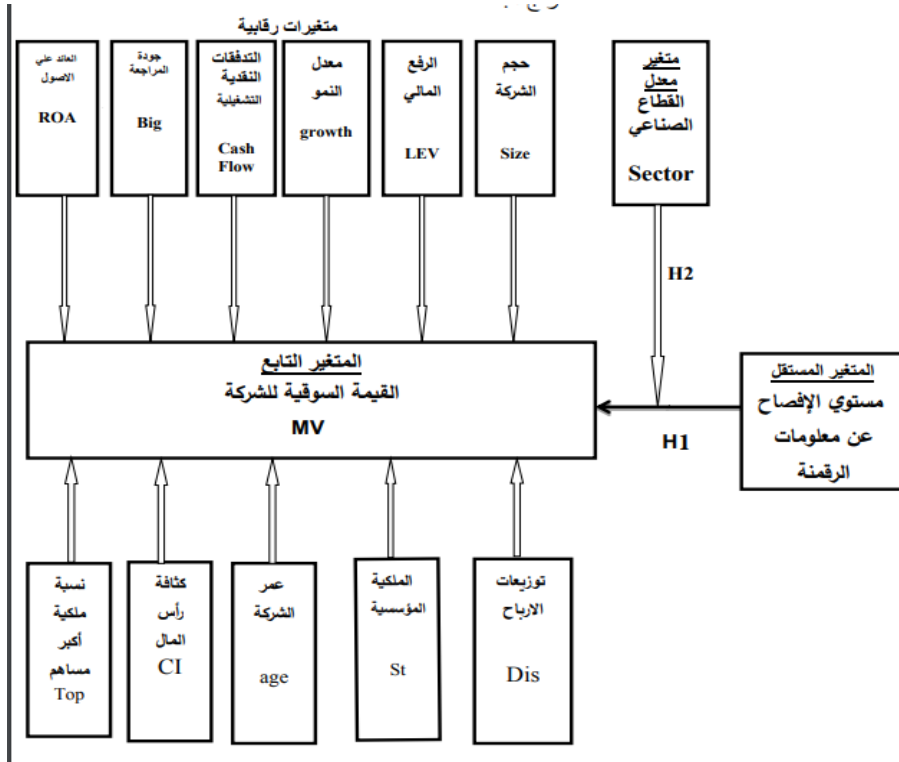 متغيرات رقابية
متغير
معدل
القطاع
الصناعي
Sector
حجم
الشركة
Size
الرفع
المالي
LEV
معدل
النمو
growth
التدفقات
النقدية
التشغيلية
Cash
Flow
جودة
المراجعة
Big
العائد علي
الاصول
ROA
H2
المتغير المستقل
مستوي الإفصاح
عن معلومات
الرقمنة
H1
المتغير التابع
القيمة السوقية للشركة
MV
توزيعات
الارباح
Dis
الملكية
المؤسسية
St
عمر
الشركة
age
كثافة
رأس
المال
CI
نسبة
ملكية
أكبر
مساهم
Top